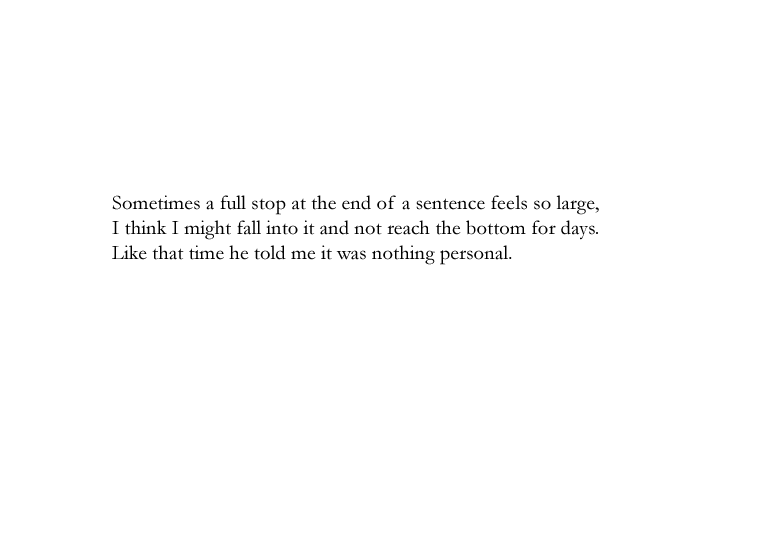 Sometimes a full stop at the end of a sentence feels so large,
I think I might fall into it and not reach the bottom for days.
Like that time he told me it was nothing personal.